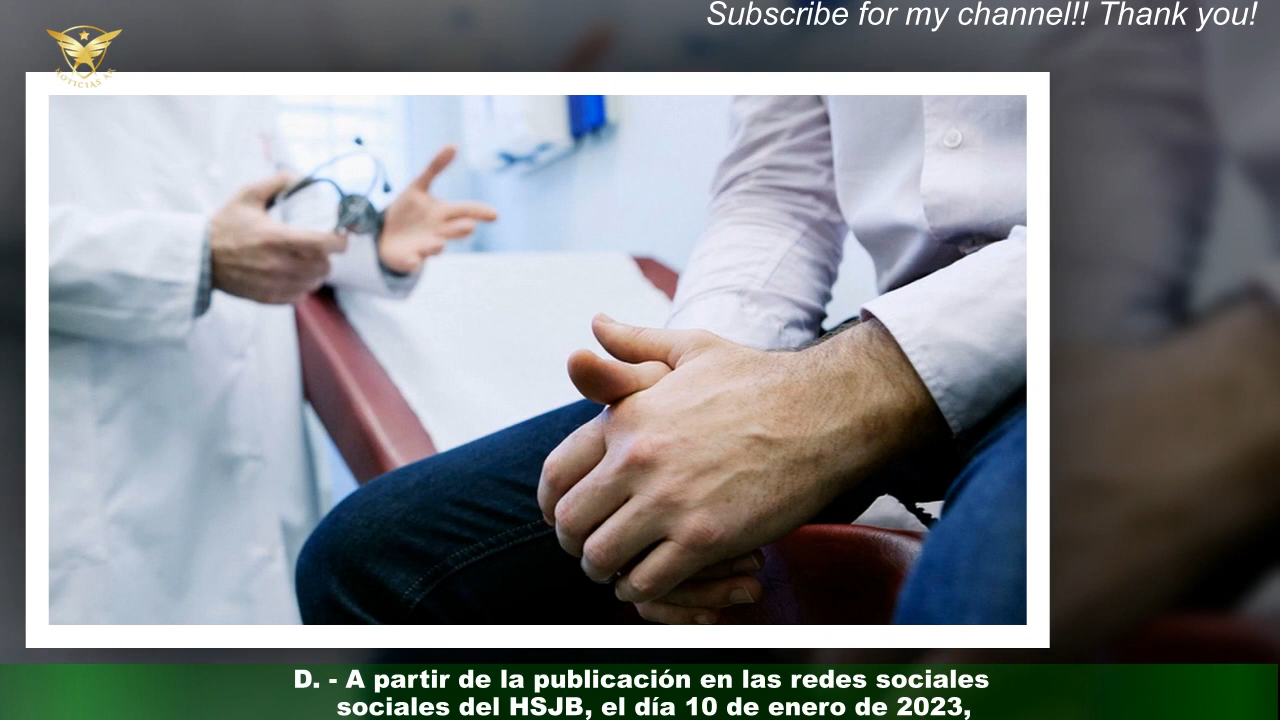 Subscribe for my channel!! Thank you!
NOTICIAS
D. - A partir de la publicación en las redes sociales
sociales del HSJB, el día 10 de enero de 2023,